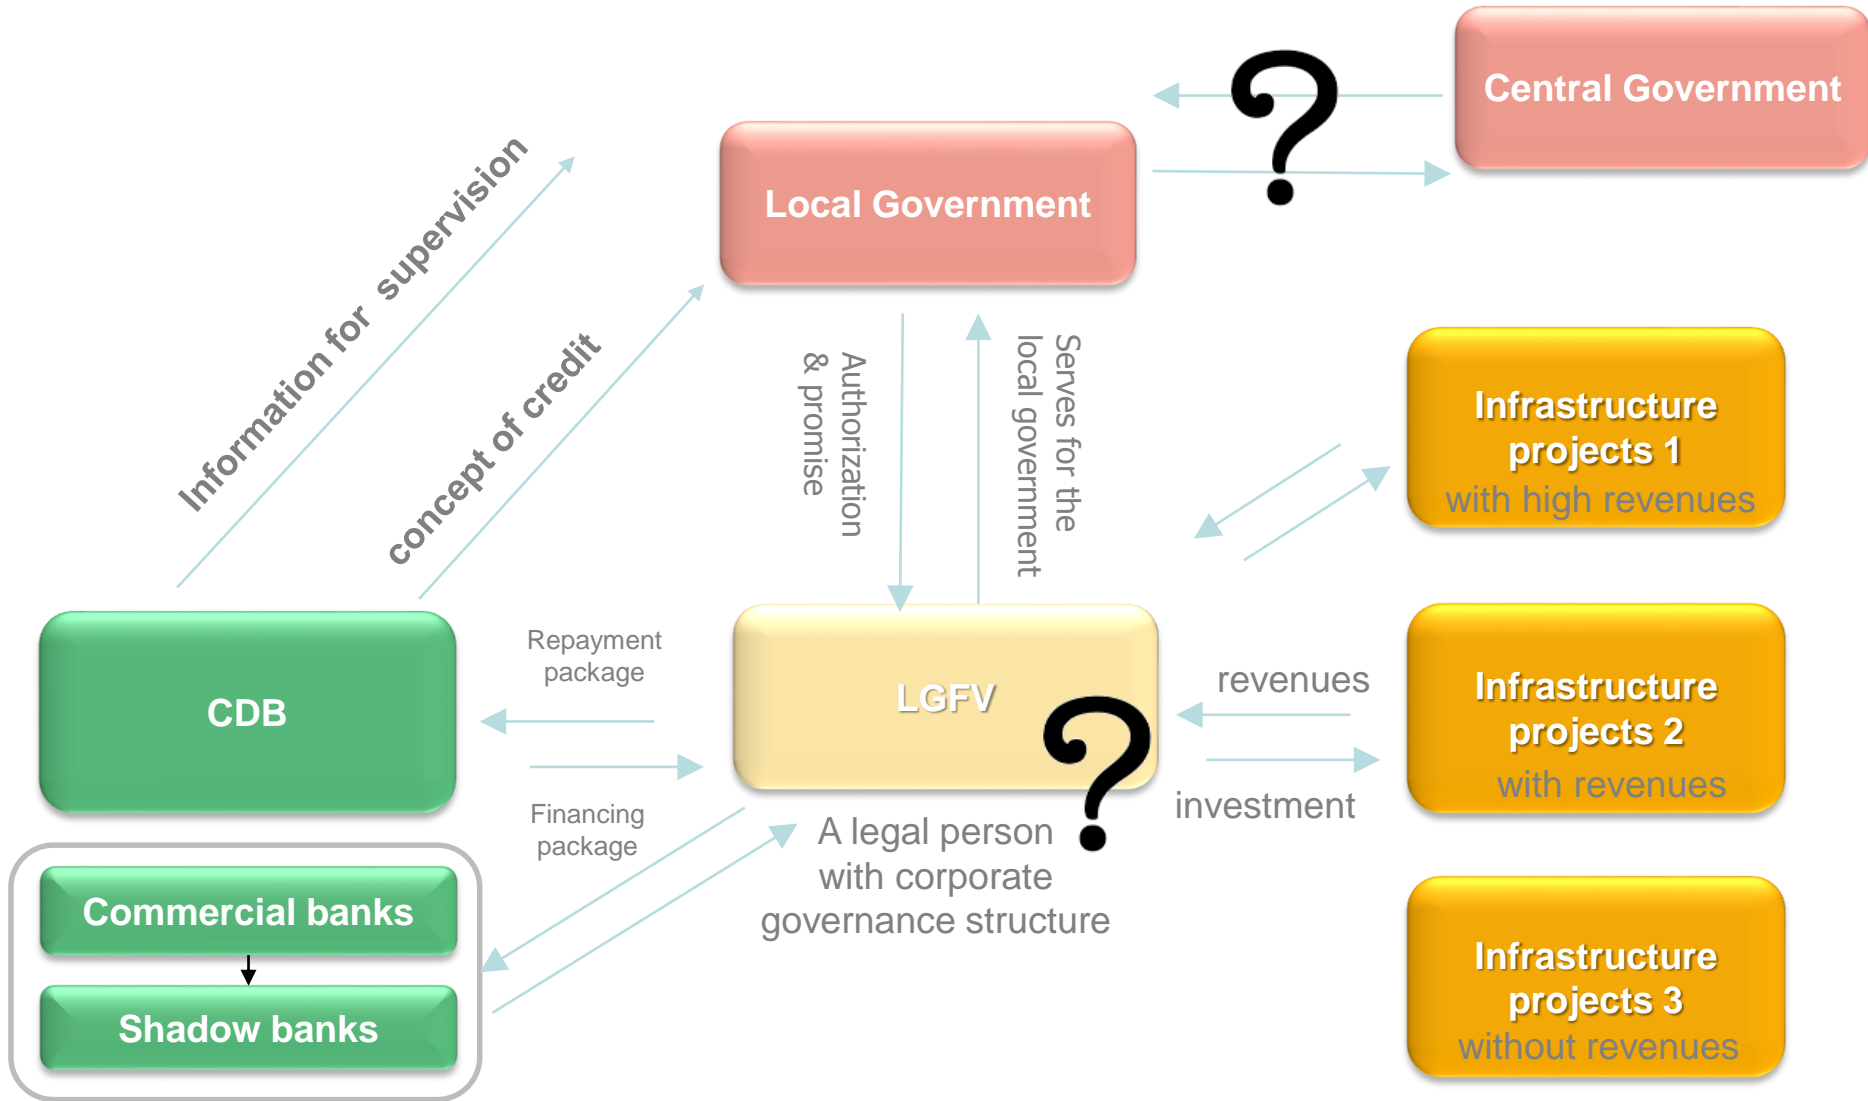 Central Government
?
Local Government
Information for  supervision
concept of credit
Authorization
& promise
Serves for the
local government
Infrastructure
projects 1
with high revenues
CDB
Repayment
package
Financing
package
LGFV
?
A legal person
with corporate
governance structure
revenues
investment
Infrastructure
projects 2
with revenues
Commercial banks
Shadow banks
Infrastructure
projects 3
without revenues